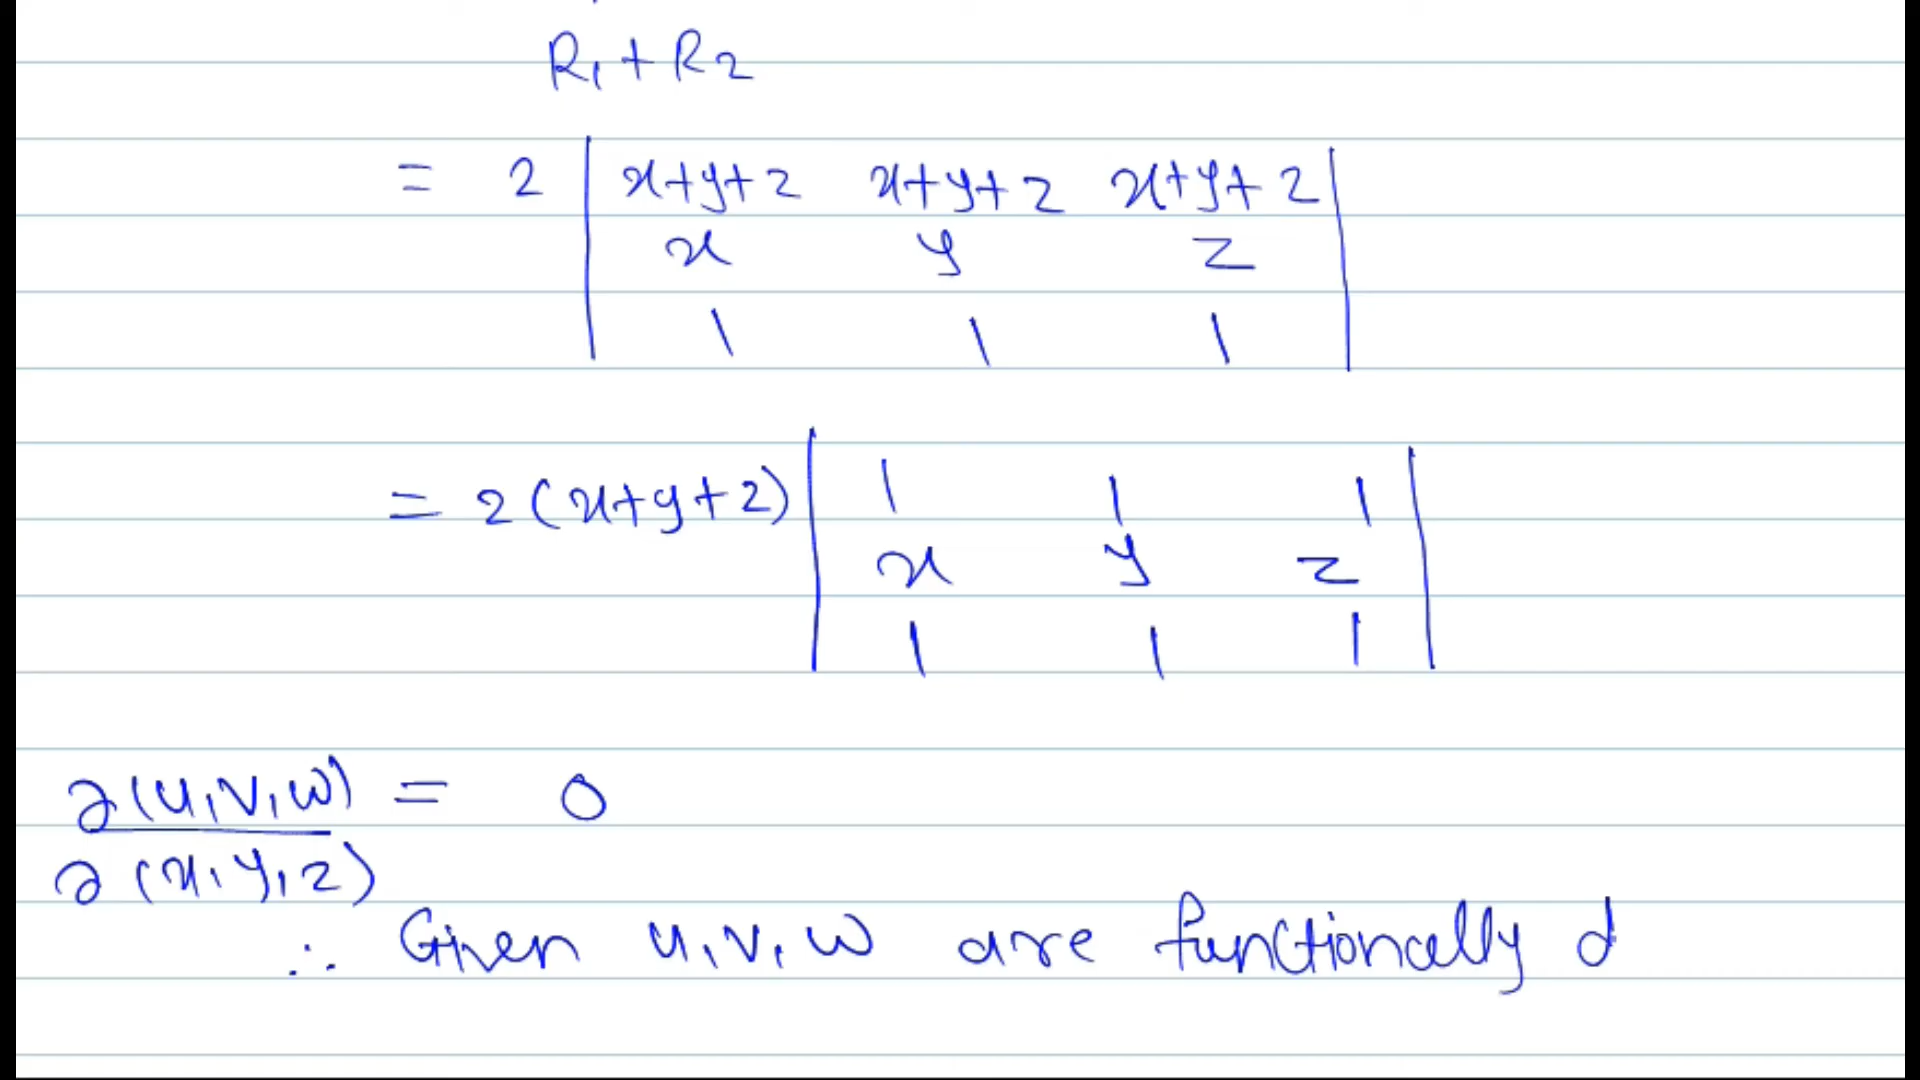 R1 + R2
= 2 | x+y+z x+y+z x+y+z |
x y z
1 1 1
= 2(x+y+z) | 1 1 1 |
x y z
1 1 1
∂(u,v,w) = 0
∂(x,y,z)
∴ Given u,v,w are functionally d